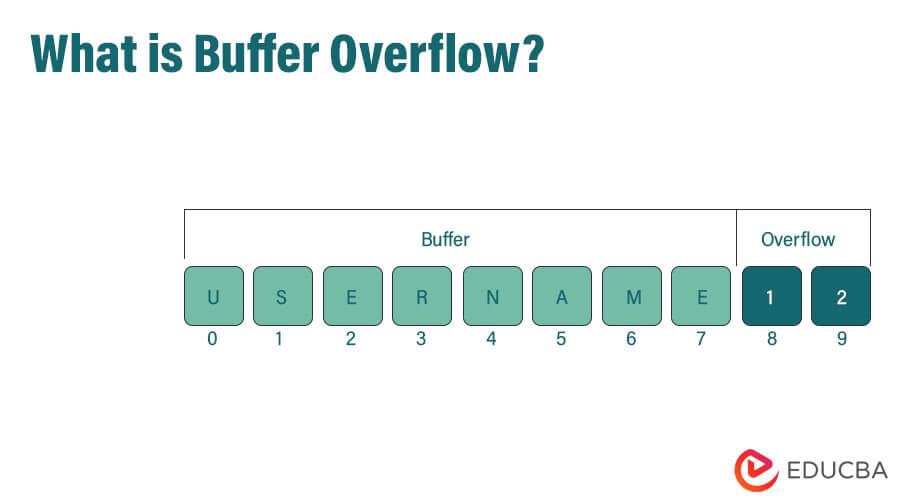 What is Buffer Overflow?
Buffer Overflow
U S E R N A M E 1 2
0 1 2 3 4 5 6 7 8 9
EDUCBA